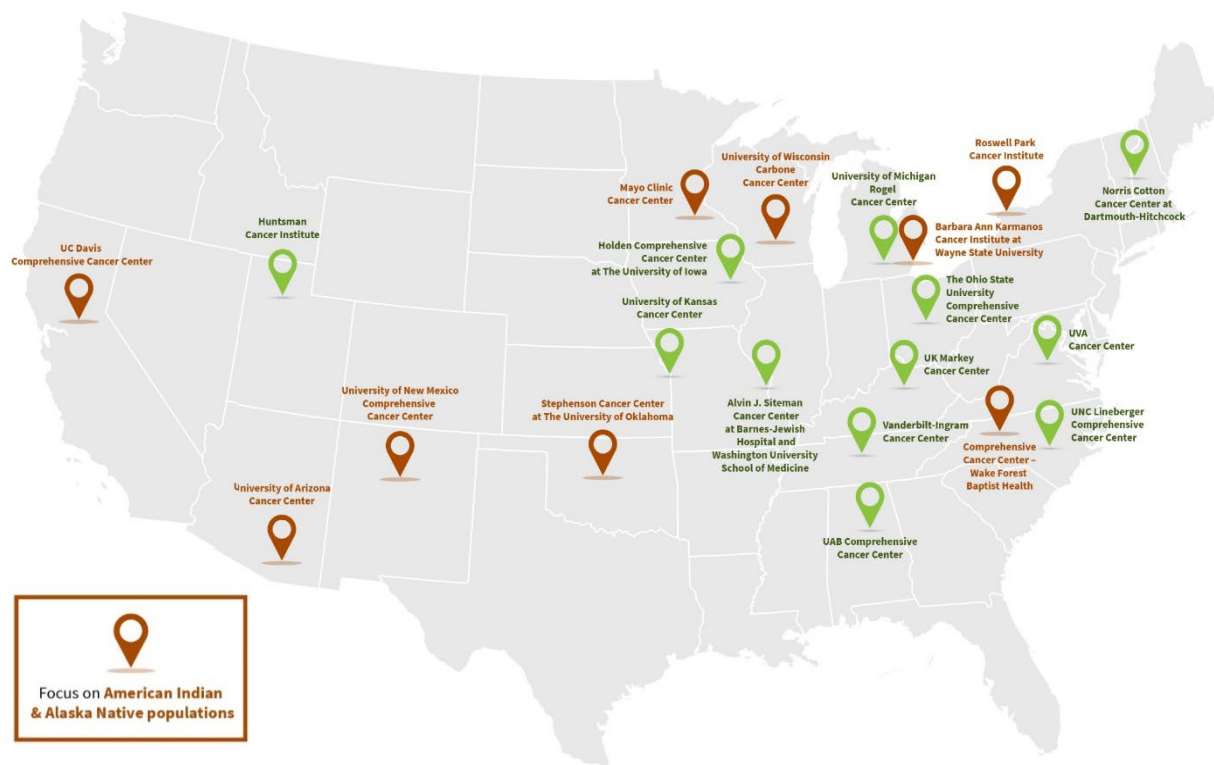 Roswell Park
Cancer Institute
University of Wisconsin
Carbone
Cancer Center
University of Michigan
Rogel
Cancer Center
Mayo Clinic
Cancer Center
Norris Cotton
Cancer Center at
Dartmouth-Hitchcock
Huntsman
Cancer Institute
Barbara Ann Karmanos
Cancer Institute at
Wayne State University
UC Davis
Comprehensive Cancer Center
Holden Comprehensive
Cancer Center
at The University of Iowa
The Ohio State
University
Comprehensive
Cancer Center
University of Kansas
Cancer Center
UVA
Cancer Center
UK Markey
Cancer Center
University of New Mexico
Comprehensive
Cancer Center
Stephenson Cancer Center
at The University of Oklahoma
Alvin J. Siteman
Cancer Center
at Barnes-Jewish
Hospital and
Washington University
School of Medicine
Vanderbilt-Ingram
Cancer Center
UNC Lineberger
Comprehensive
Cancer Center
Comprehensive
Cancer Center –
Wake Forest
Baptist Health
University of Arizona
Cancer Center
UAB Comprehensive
Cancer Center
Focus on American Indian
& Alaska Native populations